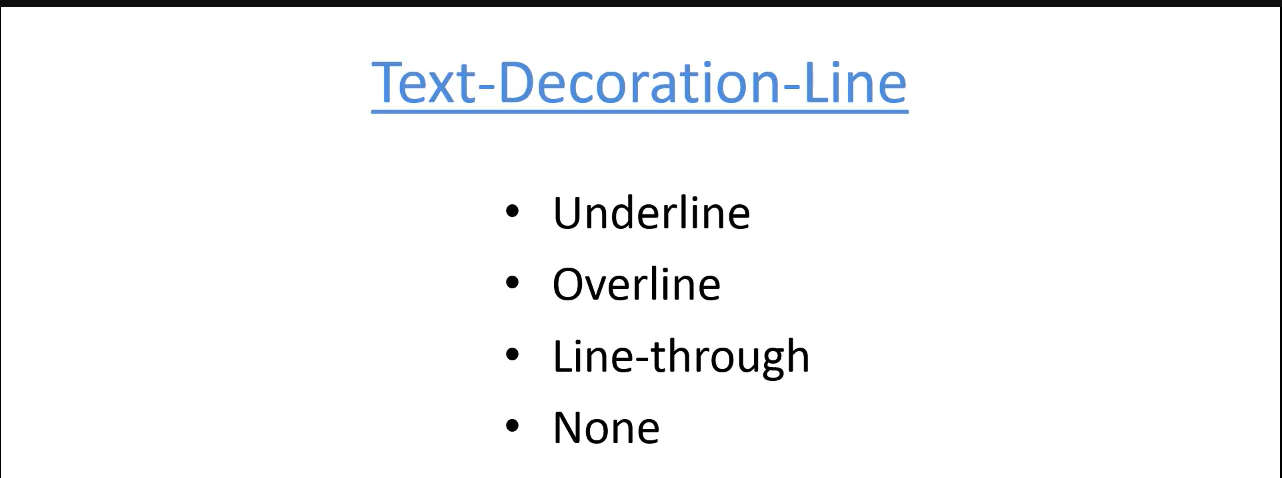 Text-Decoration-Line
• Underline
• Overline
• Line-through
• None